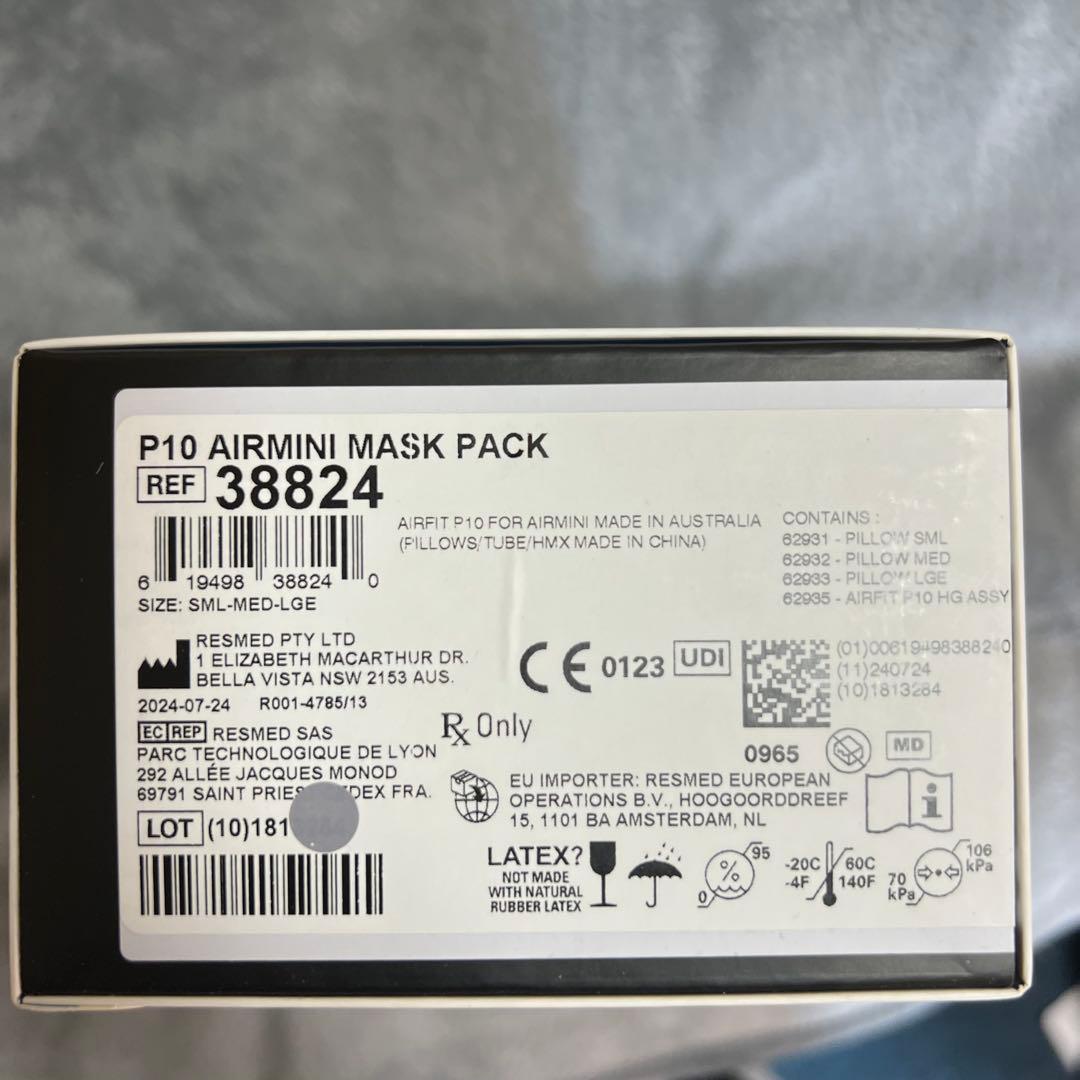 P10 AIRMINI MASK PACK
REF 38824
6 19498 38824 0
SIZE: SML-MED-LGE
AIRFIT P10 FOR AIRMINI MADE IN AUSTRALIA
(PILLOWS/TUBE/HMX MADE IN CHINA)
CONTAINS :
62931 - PILLOW SML
62932 - PILLOW MED
62933 - PILLOW LGE
62935 - AIRFIT P10 HG ASSY
RESMED PTY LTD
1 ELIZABETH MACARTHUR DR.
BELLA VISTA NSW 2153 AUS.
2024-07-24 R001-4785/13
CE 0123 UDI
(01)00619498388240
(11)240724
(10)1813284
Rx Only
0965
MD
EC REP RESMED SAS
PARC TECHNOLOGIQUE DE LYON
292 ALLÉE JACQUES MONOD
69791 SAINT FRA.
LOT (10)181
EU IMPORTER: RESMED EUROPEAN
OPERATIONS B.V., HOOGOORDDREEF
15, 1101 BA AMSTERDAM, NL
i
LATEX?
NOT MADE
WITH NATURAL
RUBBER LATEX
0 % 95
-20C 60C
-4F 140F
70 kPa 106 kPa